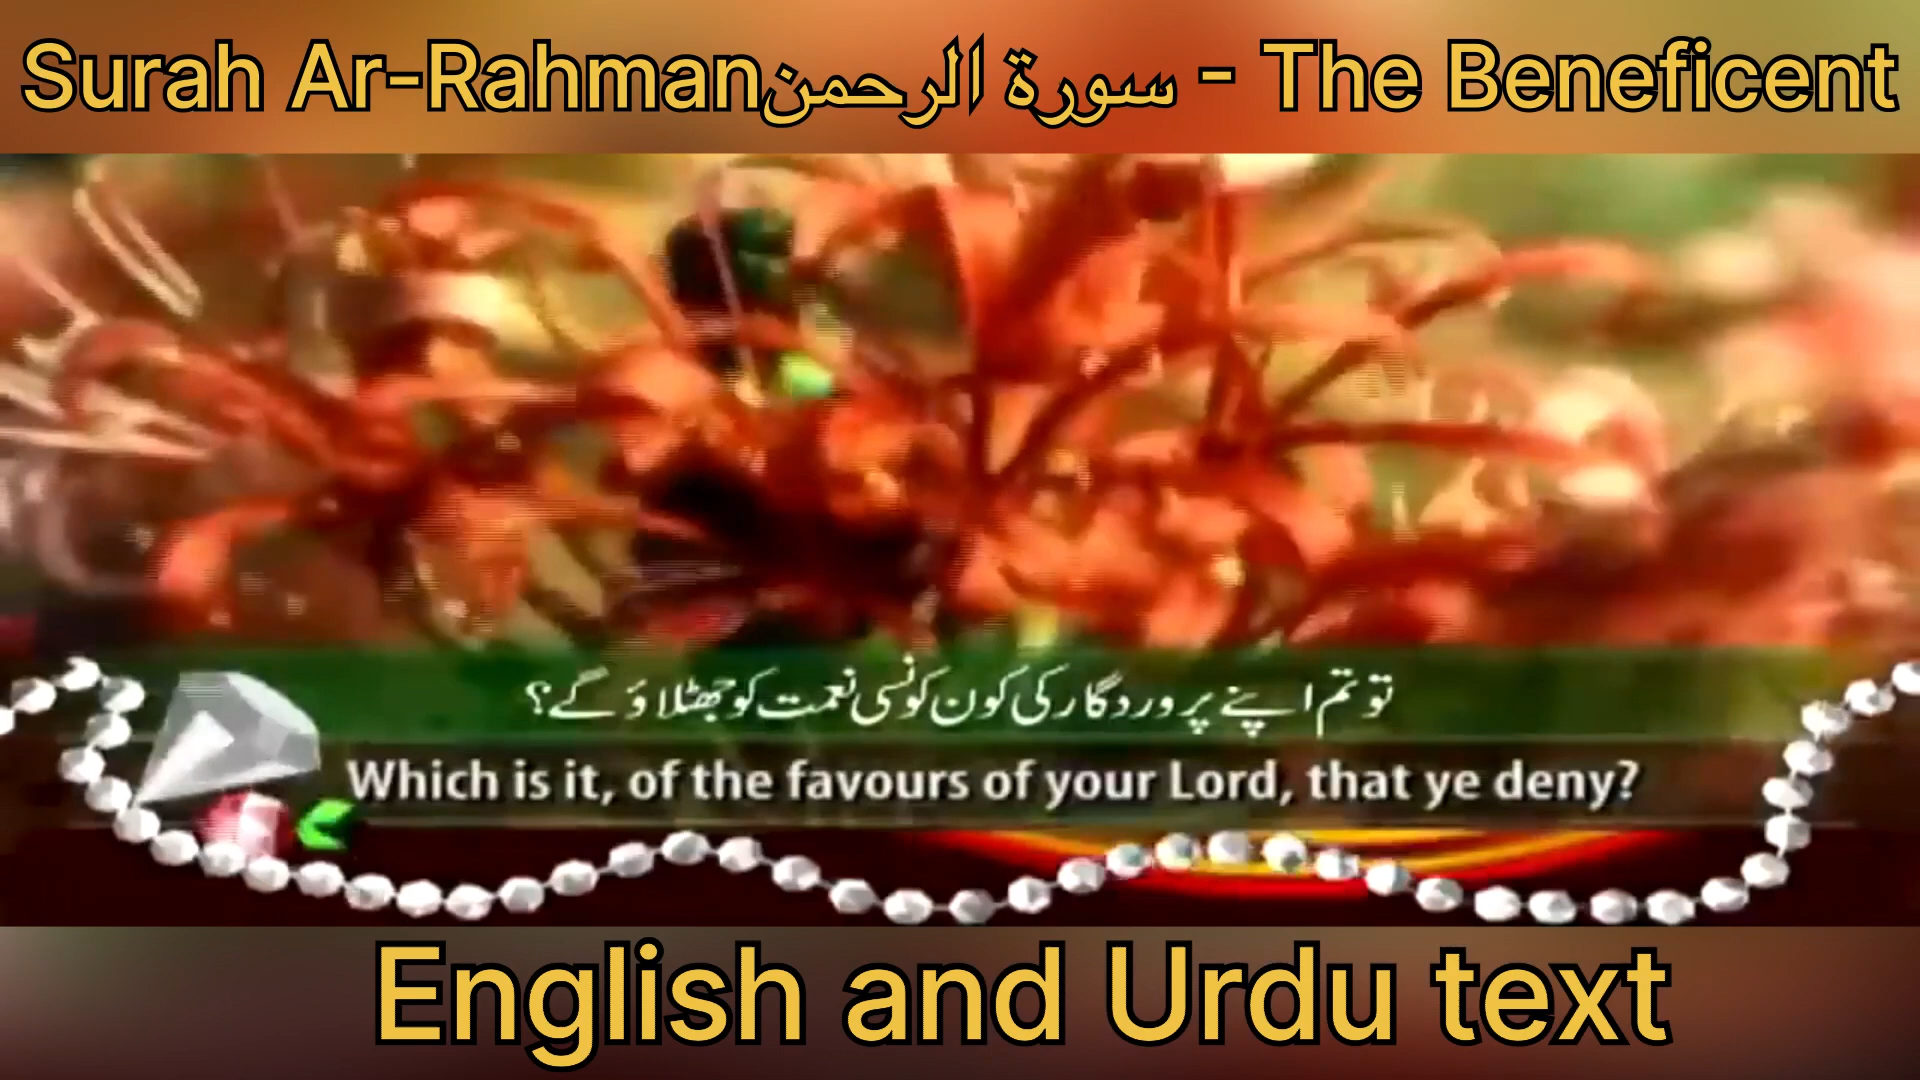 Surah Ar-Rahmanسورة الرحمن - The Beneficent
تو تم اپنے پروردگار کی کون کونسی نعمت کو جھٹلاؤ گے؟
Which is it, of the favours of your Lord, that ye deny?
English and Urdu text